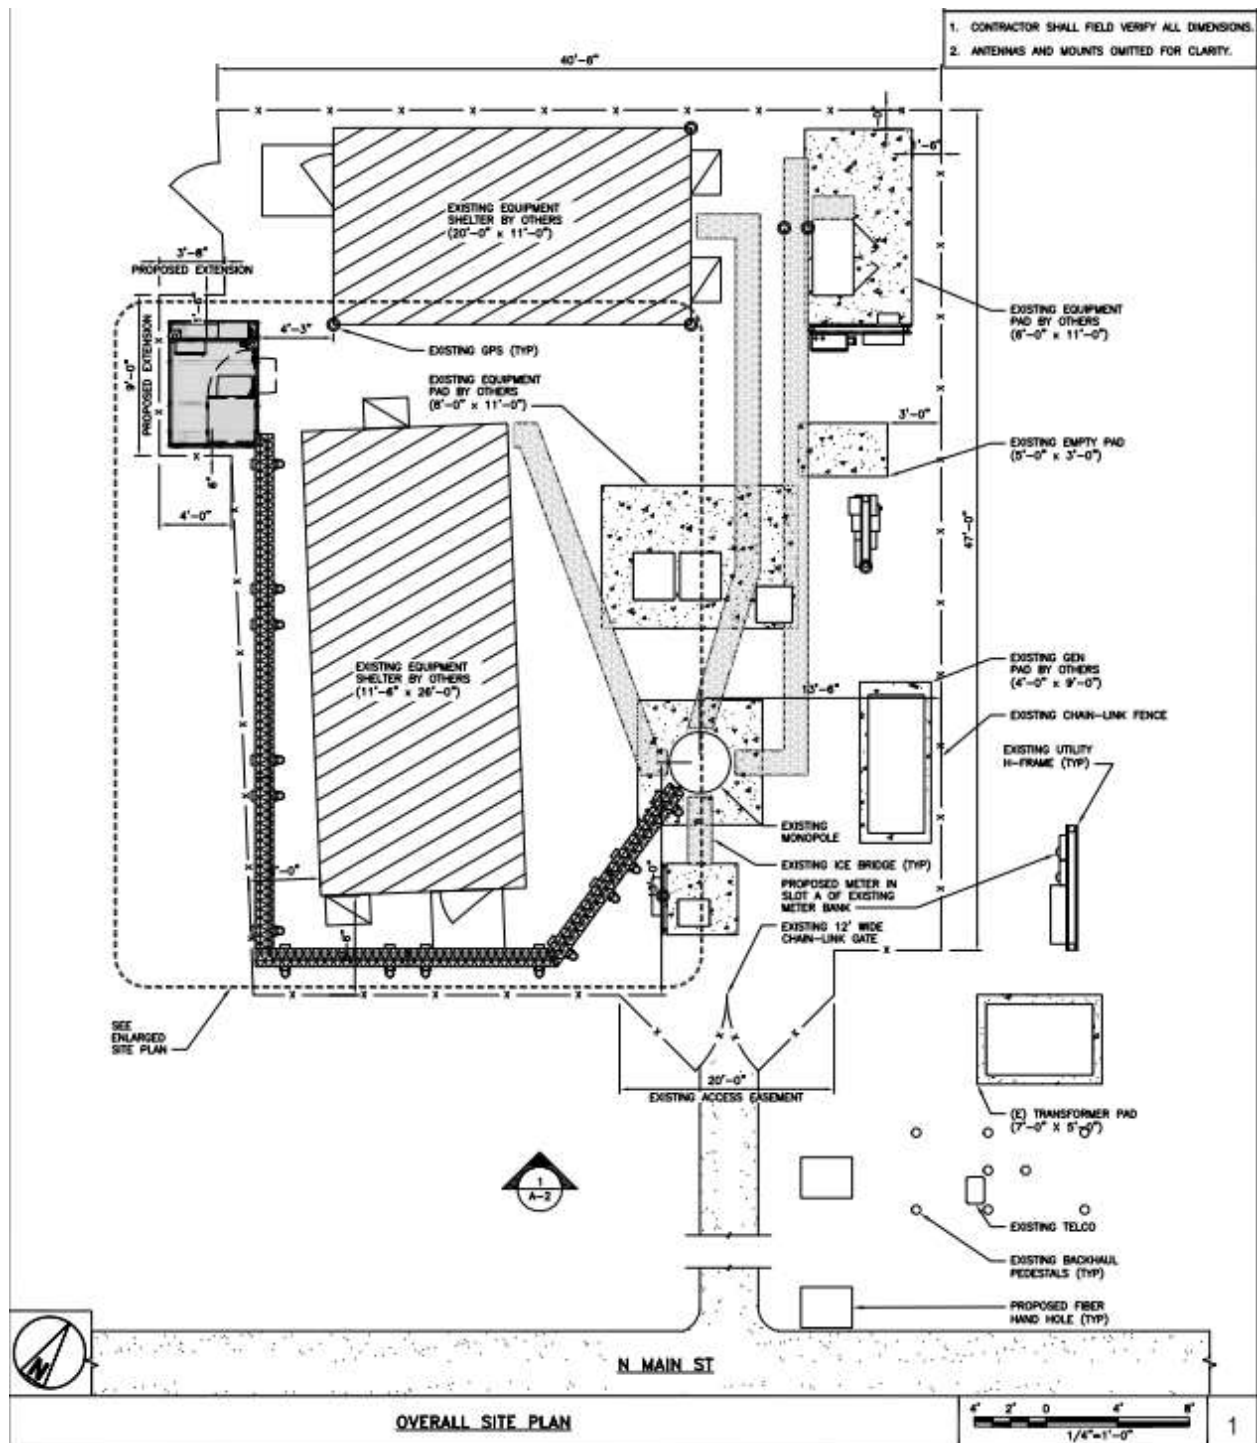 1. CONTRACTOR SHALL FIELD VERIFY ALL DIMENSIONS.
2. ANTENNAS AND MOUNTS OMITTED FOR CLARITY.
40'-6"
EXISTING EQUIPMENT
SHELTER BY OTHERS
(20'-0" x 11'-0")
3'-8"
PROPOSED EXTENSION
9'-0"
PROPOSED EXTENSION
4'-3"
EXISTING GPS (TYP)
EXISTING EQUIPMENT
PAD BY OTHERS
(6'-0" x 11'-0")
EXISTING EQUIPMENT
PAD BY OTHERS
(8'-0" x 11'-0")
3'-0"
EXISTING EMPTY PAD
(5'-0" x 3'-0")
6"
4'-0"
47'-0"
EXISTING EQUIPMENT
SHELTER BY OTHERS
(11'-6" x 26'-0")
EXISTING GEN
PAD BY OTHERS
(4'-0" x 9'-0")
13'-6"
EXISTING CHAIN-LINK FENCE
EXISTING UTILITY
H-FRAME (TYP)
EXISTING
MONOPOLE
EXISTING ICE BRIDGE (TYP)
PROPOSED METER IN
SLOT A OF EXISTING
METER BANK
EXISTING 12' WIDE
CHAIN-LINK GATE
SEE
ENLARGED
SITE PLAN
20'-0"
EXISTING ACCESS EASEMENT
(E) TRANSFORMER PAD
(7'-0" X 5'-0")
1
A-2
EXISTING TELCO
EXISTING BACKHAUL
PEDESTALS (TYP)
PROPOSED FIBER
HAND HOLE (TYP)
N
N MAIN ST
OVERALL SITE PLAN
4' 2' 0 4' 8'
1/4"=1'-0"
1